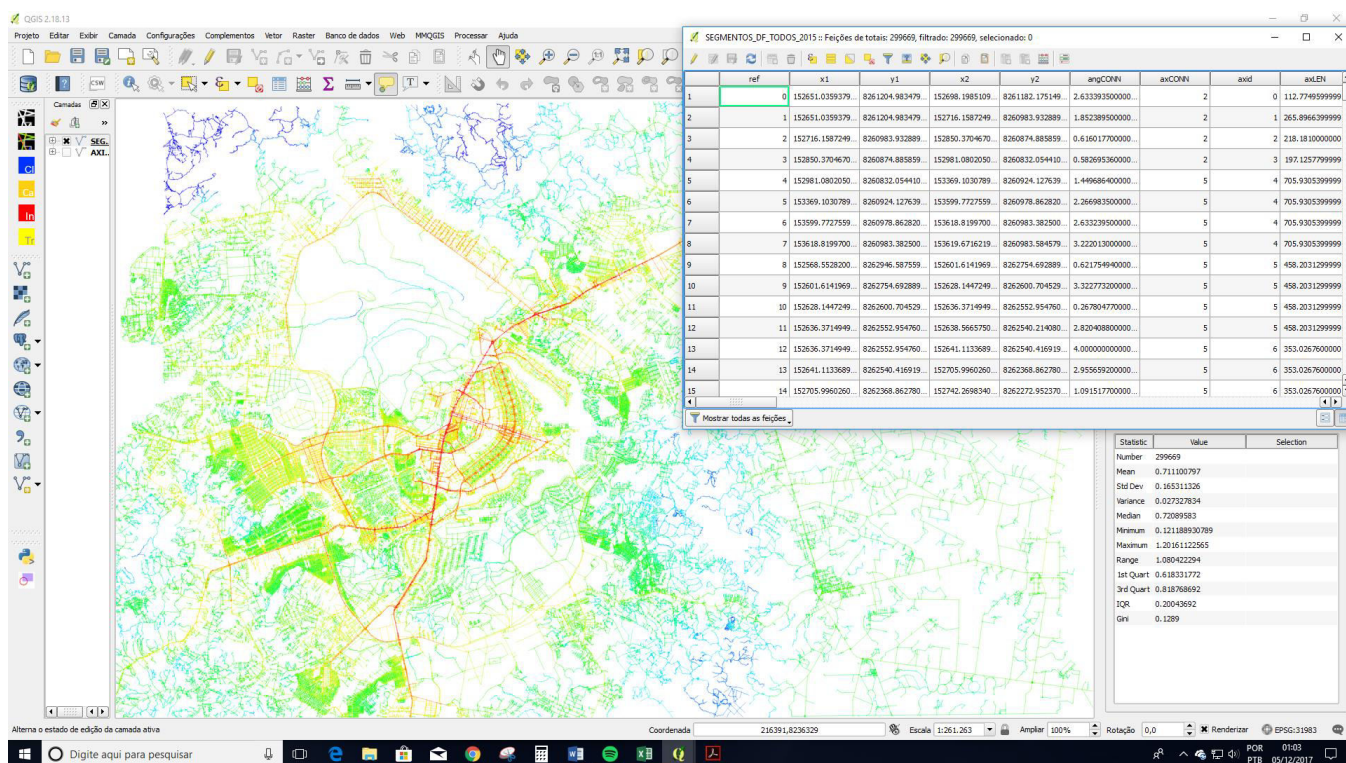 QGIS 2.18.13
Projeto Editar Exibir Camada Configurações Complementos Vetor Raster Banco de dados Web MMQGIS Processar Ajuda
SEGMENTOS_DF_TODOS_2015 :: Feições de totais: 299669, filtrado: 299669, selecionado: 0
ref x1 y1 x2 y2 angCONN axCONN axid axLEN
1 0 152651.0359379... 8261204.983479... 152698.1985109... 8261182.175149... 2.633393500000... 2 0 112.7749599999
2 1 152651.0359379... 8261204.983479... 152716.1587249... 8260983.932889... 1.852389500000... 2 1 265.8966399999
3 2 152716.1587249... 8260983.932889... 152850.3704670... 8260874.885859... 0.616017700000... 2 2 218.1810000000
4 3 152850.3704670... 8260874.885859... 152981.0802050... 8260832.054410... 0.582695360000... 2 3 197.1257799999
5 4 152981.0802050... 8260832.054410... 153369.1030789... 8260924.127639... 1.449686400000... 5 4 705.9305399999
6 5 153369.1030789... 8260924.127639... 153599.7727559... 8260978.862820... 2.266983500000... 5 4 705.9305399999
7 6 153599.7727559... 8260978.862820... 153618.8199700... 8260983.382500... 2.633239500000... 5 4 705.9305399999
8 7 153618.8199700... 8260983.382500... 153619.6716219... 8260983.584579... 3.222013000000... 5 4 705.9305399999
9 8 152568.5528200... 8262946.587559... 152601.6141969... 8262754.692889... 0.621754940000... 5 5 458.2031299999
10 9 152601.6141969... 8262754.692889... 152628.1447249... 8262600.704529... 3.322773200000... 5 5 458.2031299999
11 10 152628.1447249... 8262600.704529... 152636.3714949... 8262552.954760... 0.267804770000... 5 5 458.2031299999
12 11 152636.3714949... 8262552.954760... 152638.5665750... 8262540.214080... 2.820408800000... 5 5 458.2031299999
13 12 152636.3714949... 8262552.954760... 152641.1133689... 8262540.416919... 4.000000000000... 5 6 353.0267600000
14 13 152641.1133689... 8262540.416919... 152705.9960260... 8262368.862780... 2.955659200000... 5 6 353.0267600000
15 14 152705.9960260... 8262368.862780... 152742.2698340... 8262272.952370... 1.091517700000... 5 6 353.0267600000
Mostrar todas as feições
CSW
Camadas
SEG.
AXI..
Ci
Ca
In
Tr
Statistic Value Selection
Number 299669
Mean 0.711100797
Std Dev 0.165311326
Variance 0.027327834
Median 0.72089583
Minimum 0.121188930789
Maximum 1.20161122565
Range 1.080422294
1st Quart 0.618331772
3rd Quart 0.818768692
IQR 0.20043692
Gini 0.1289
Alterna o estado de edição da camada ativa
Coordenada 216391,8236329 Escala 1:261.263 Ampliar 100% Rotação 0,0 Renderizar EPSG:31983
Digite aqui para pesquisar
POR 01:03
PTB 05/12/2017